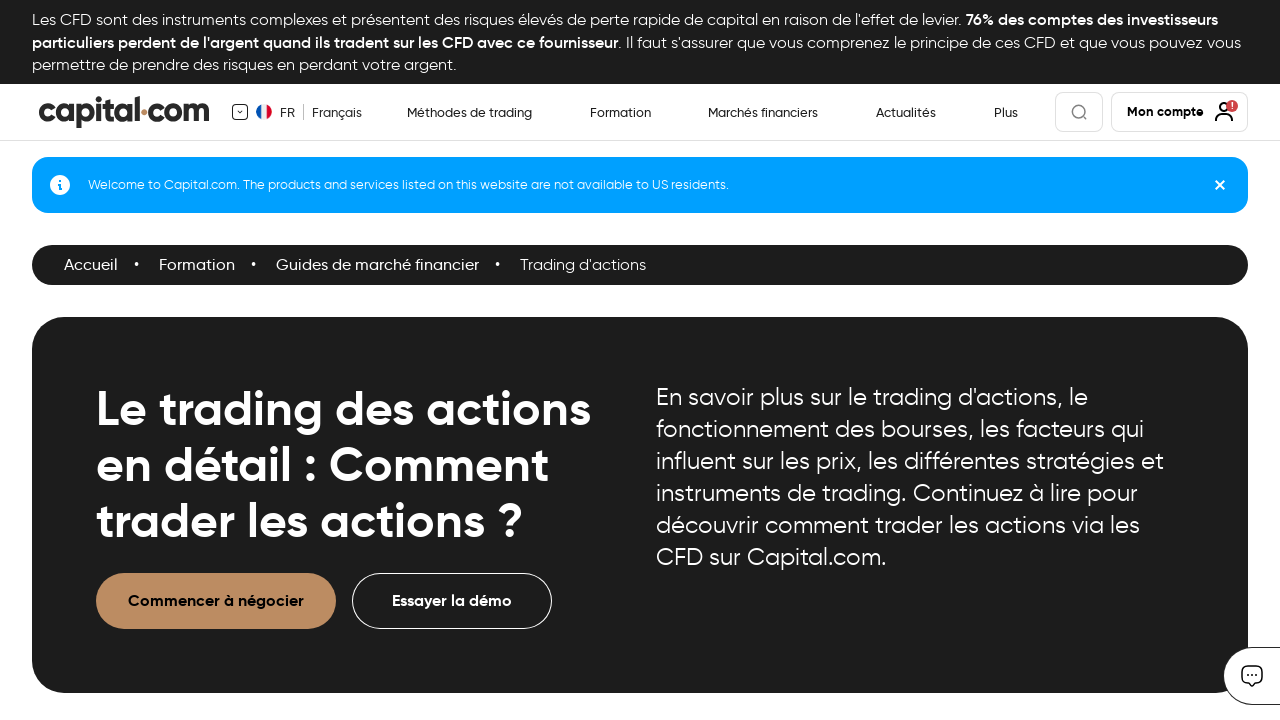 Les CFD sont des instruments complexes et présentent des risques élevés de perte rapide de capital en raison de l'effet de levier. 76% des comptes des investisseurs
particuliers perdent de l'argent quand ils tradent sur les CFD avec ce fournisseur. Il faut s'assurer que vous comprenez le principe de ces CFD et que vous pouvez vous
permettre de prendre des risques en perdant votre argent.
capital.com FR Français Méthodes de trading Formation Marchés financiers Actualités Plus Mon compte !
Welcome to Capital.com. The products and services listed on this website are not available to US residents.
Accueil • Formation • Guides de marché financier • Trading d'actions
Le trading des actions
en détail : Comment
trader les actions ?
En savoir plus sur le trading d'actions, le
fonctionnement des bourses, les facteurs qui
influent sur les prix, les différentes stratégies et
instruments de trading. Continuez à lire pour
découvrir comment trader les actions via les
CFD sur Capital.com.
Commencer à négocier Essayer la démo